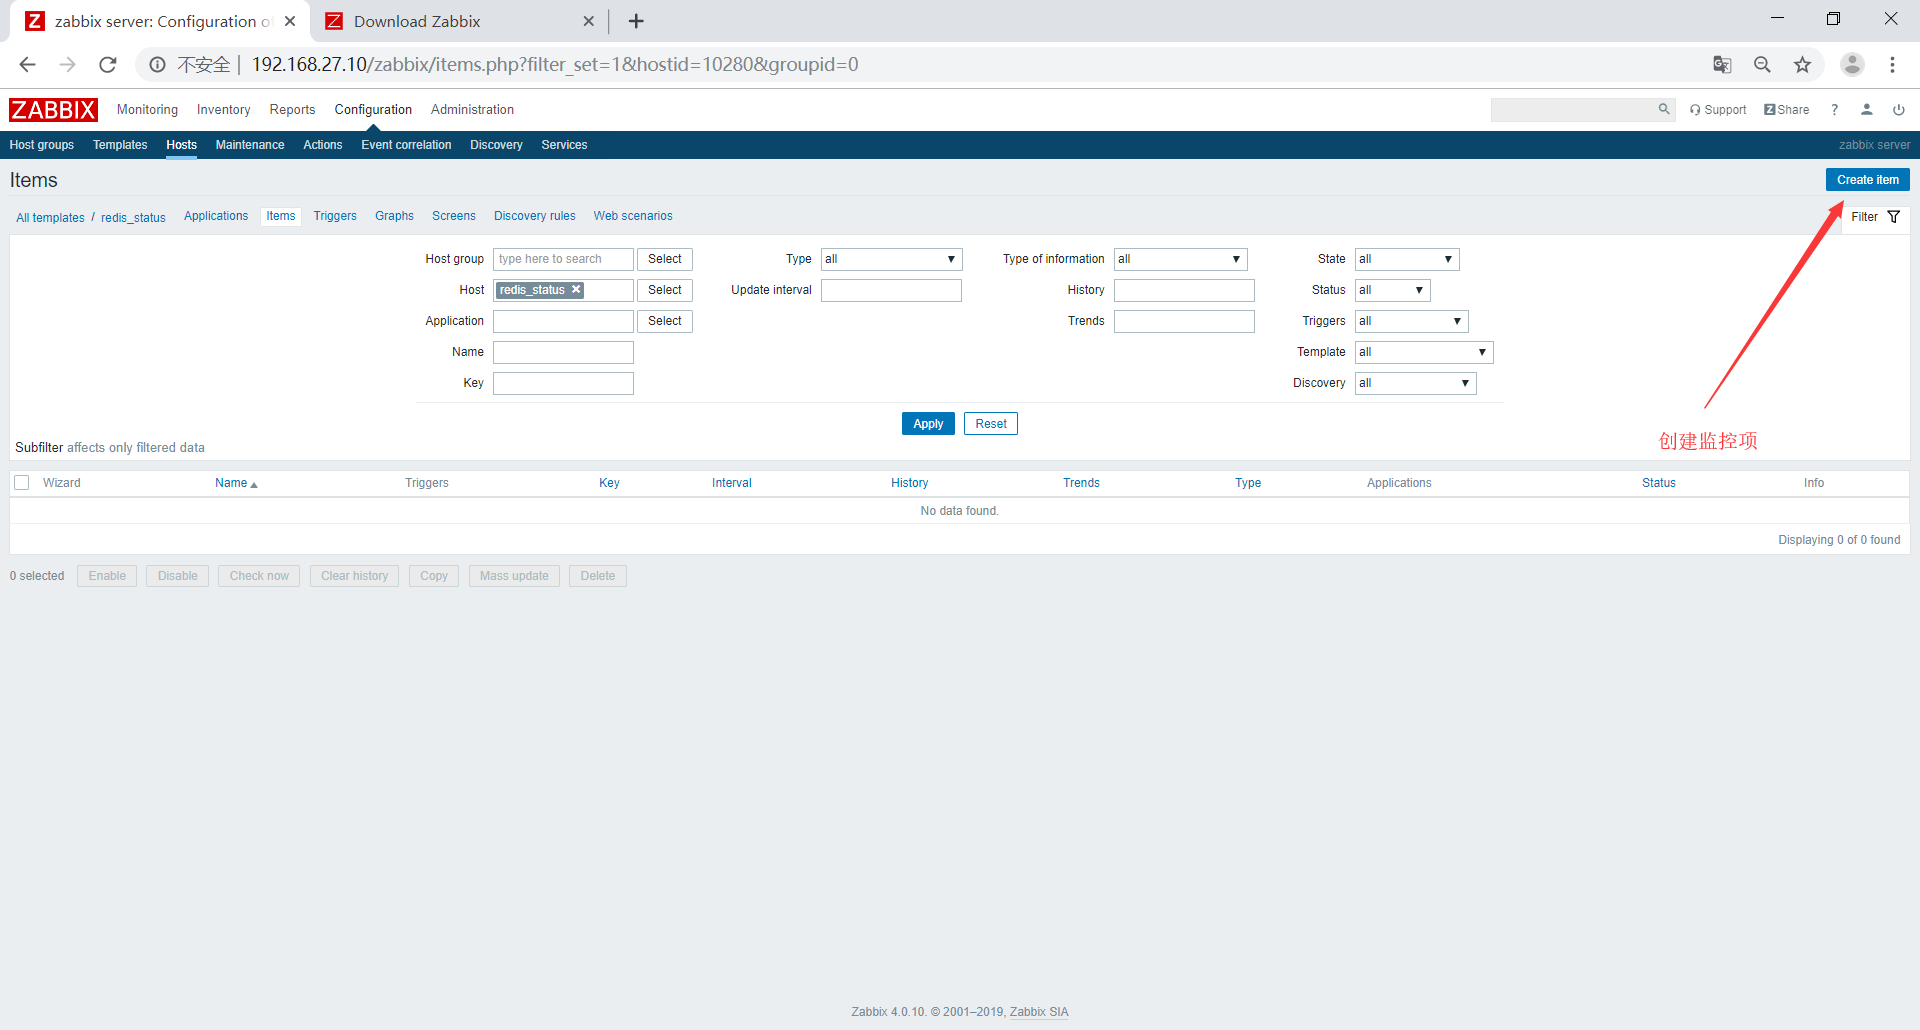 zabbix server: Configuration o
Download Zabbix
不安全 | 192.168.27.10/zabbix/items.php?filter_set=1&hostid=10280&groupid=0
ZABBIX Monitoring Inventory Reports Configuration Administration Support Z Share ?
Host groups Templates Hosts Maintenance Actions Event correlation Discovery Services zabbix server
Items Create item
All templates / redis_status Applications Items Triggers Graphs Screens Discovery rules Web scenarios Filter
Host group type here to search Select Type all Type of information all State all
Host redis_status Select Update interval History Status all
Application Select Trends Triggers all
Name Template all
Key Discovery all
Apply Reset
创建监控项
Subfilter affects only filtered data
Wizard Name Triggers Key Interval History Trends Type Applications Status Info
No data found.
Displaying 0 of 0 found
0 selected Enable Disable Check now Clear history Copy Mass update Delete
Zabbix 4.0.10. © 2001–2019, Zabbix SIA